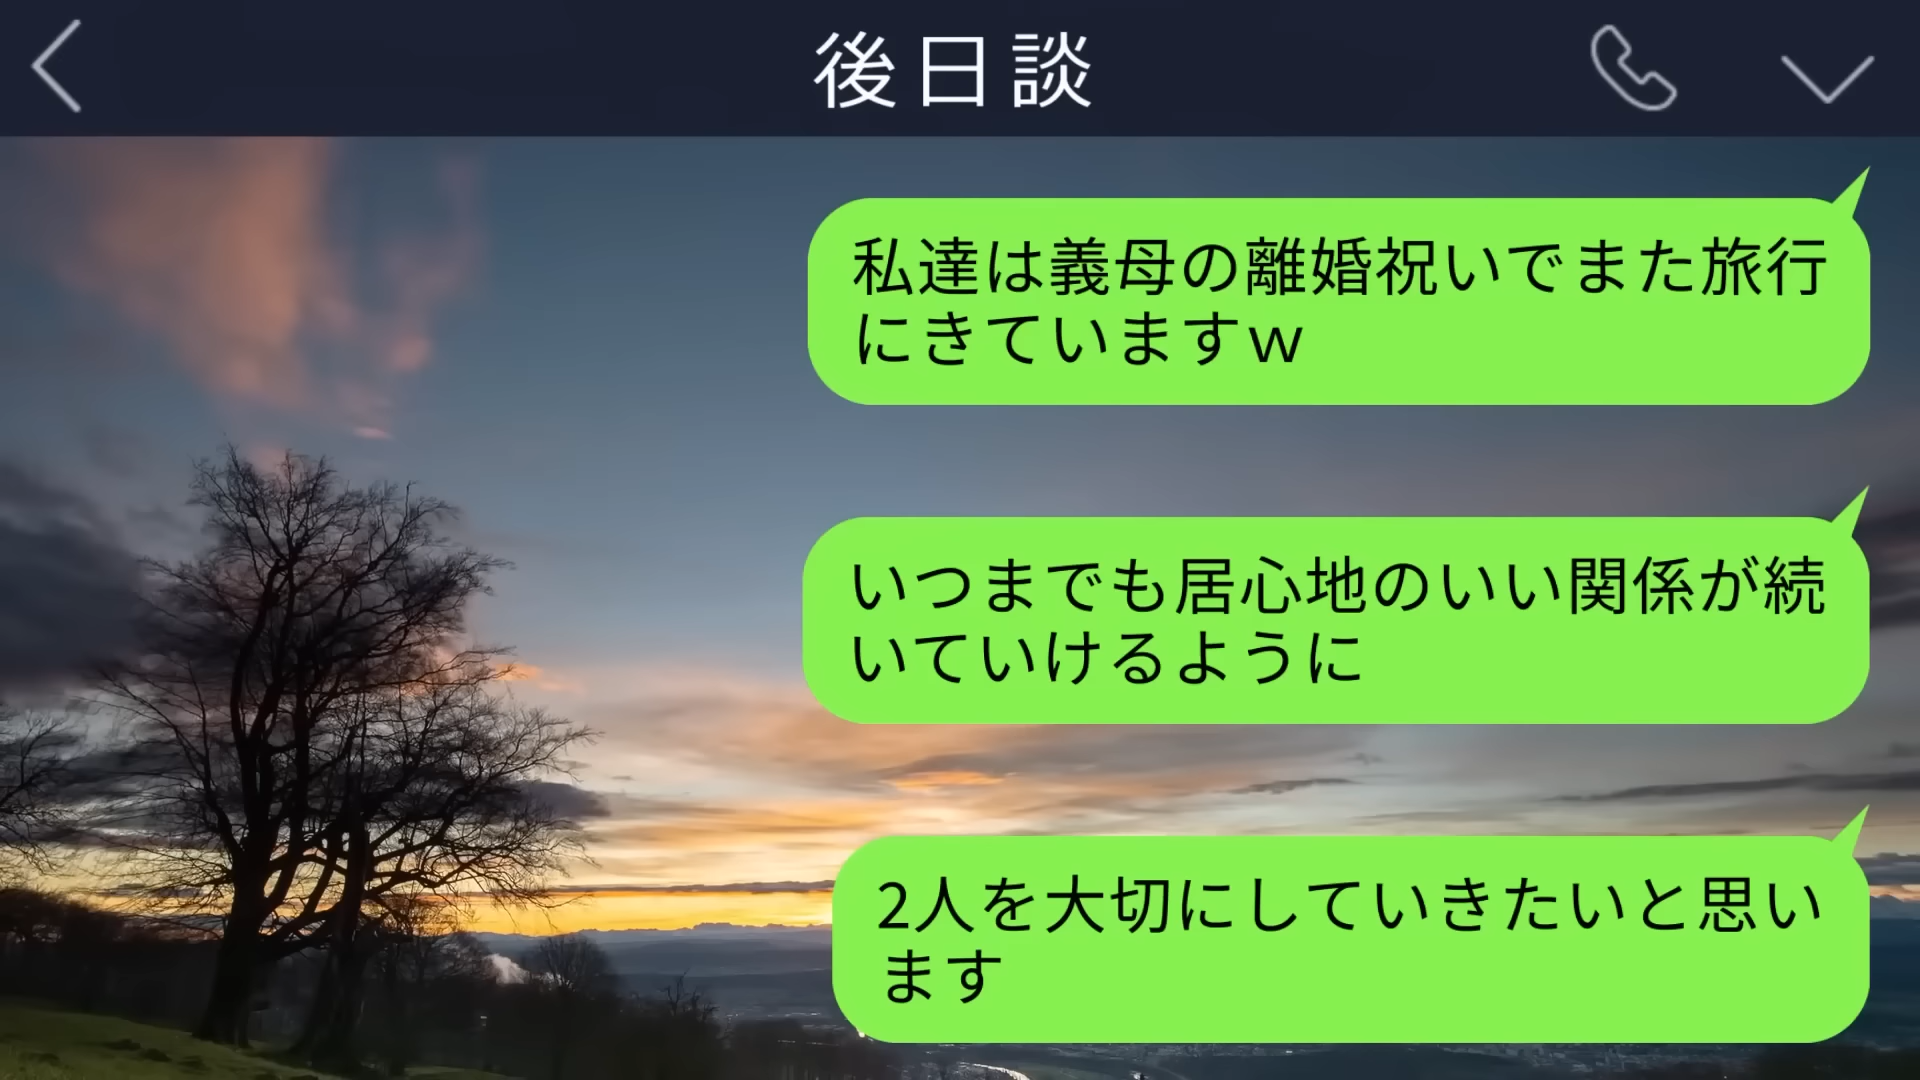 後日談
私達は義母の離婚祝いでまた旅行
にきていますｗ
いつまでも居心地のいい関係が続
いていけるように
2人を大切にしていきたいと思い
ます